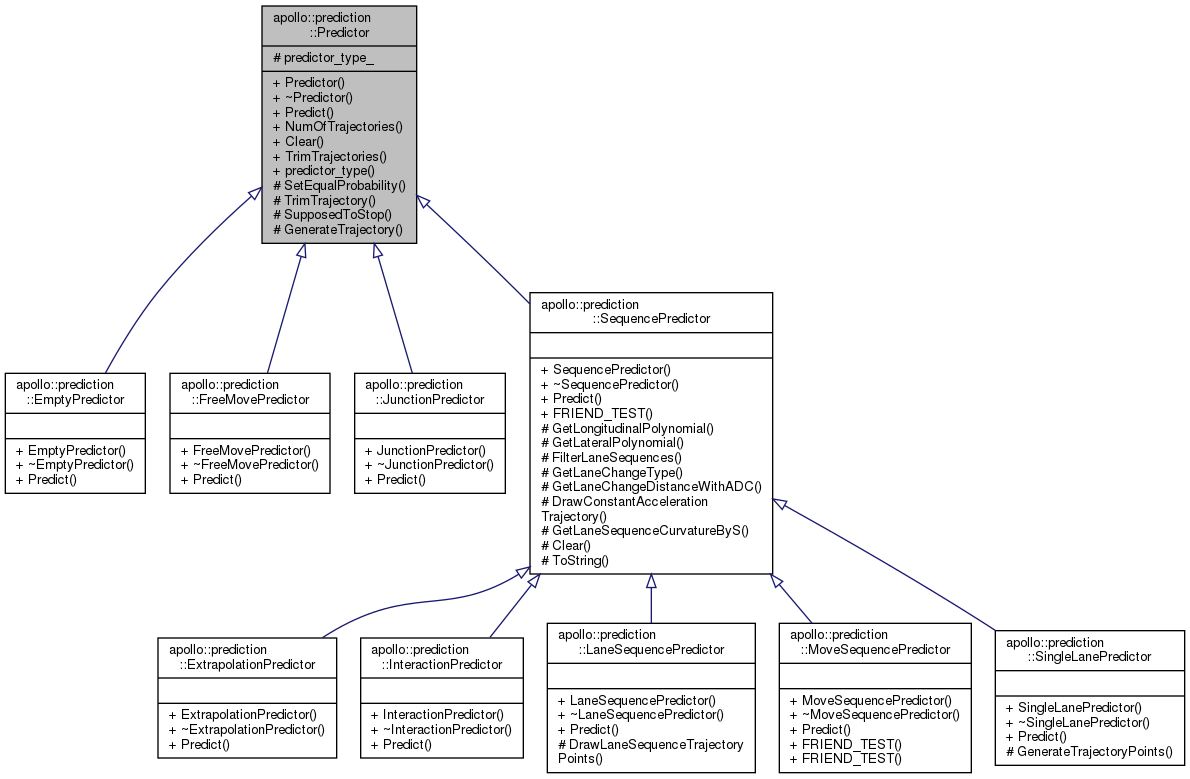 apollo::prediction
::Predictor
# predictor_type_
+ Predictor()
+ ~Predictor()
+ Predict()
+ NumOfTrajectories()
+ Clear()
+ TrimTrajectories()
+ predictor_type()
# SetEqualProbability()
# TrimTrajectory()
# SupposedToStop()
# GenerateTrajectory()
apollo::prediction
::SequencePredictor
+ SequencePredictor()
+ ~SequencePredictor()
+ Predict()
+ FRIEND_TEST()
# GetLongitudinalPolynomial()
# GetLateralPolynomial()
# FilterLaneSequences()
# GetLaneChangeType()
# GetLaneChangeDistanceWithADC()
# DrawConstantAcceleration
Trajectory()
# GetLaneSequenceCurvatureByS()
# Clear()
# ToString()
apollo::prediction
::EmptyPredictor
+ EmptyPredictor()
+ ~EmptyPredictor()
+ Predict()
apollo::prediction
::FreeMovePredictor
+ FreeMovePredictor()
+ ~FreeMovePredictor()
+ Predict()
apollo::prediction
::JunctionPredictor
+ JunctionPredictor()
+ ~JunctionPredictor()
+ Predict()
apollo::prediction
::ExtrapolationPredictor
+ ExtrapolationPredictor()
+ ~ExtrapolationPredictor()
+ Predict()
apollo::prediction
::InteractionPredictor
+ InteractionPredictor()
+ ~InteractionPredictor()
+ Predict()
apollo::prediction
::LaneSequencePredictor
+ LaneSequencePredictor()
+ ~LaneSequencePredictor()
+ Predict()
# DrawLaneSequenceTrajectory
Points()
apollo::prediction
::MoveSequencePredictor
+ MoveSequencePredictor()
+ ~MoveSequencePredictor()
+ Predict()
+ FRIEND_TEST()
+ FRIEND_TEST()
apollo::prediction
::SingleLanePredictor
+ SingleLanePredictor()
+ ~SingleLanePredictor()
+ Predict()
# GenerateTrajectoryPoints()